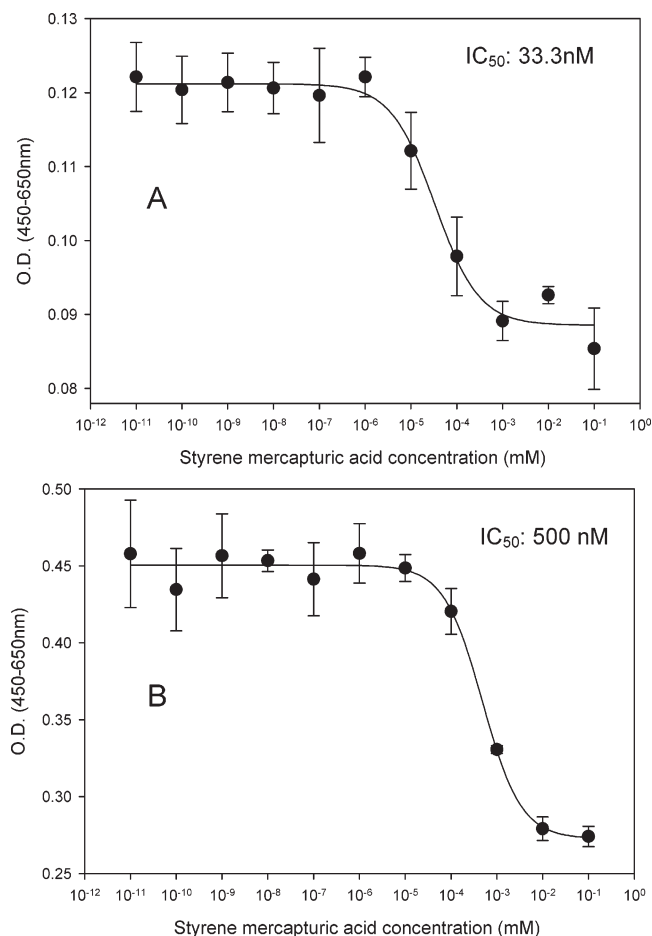 0.13
IC₅₀: 33.3nM
0.12
0.11
A
0.10
0.09
0.08
O.D. (450-650nm)
10⁻¹² 10⁻¹¹ 10⁻¹⁰ 10⁻⁹ 10⁻⁸ 10⁻⁷ 10⁻⁶ 10⁻⁵ 10⁻⁴ 10⁻³ 10⁻² 10⁻¹ 10⁰
Styrene mercapturic acid concentration (mM)
0.50
IC₅₀: 500 nM
0.45
0.40
B
0.35
0.30
0.25
O.D. (450-650nm)
10⁻¹² 10⁻¹¹ 10⁻¹⁰ 10⁻⁹ 10⁻⁸ 10⁻⁷ 10⁻⁶ 10⁻⁵ 10⁻⁴ 10⁻³ 10⁻² 10⁻¹ 10⁰
Styrene mercapturic acid concentration (mM)